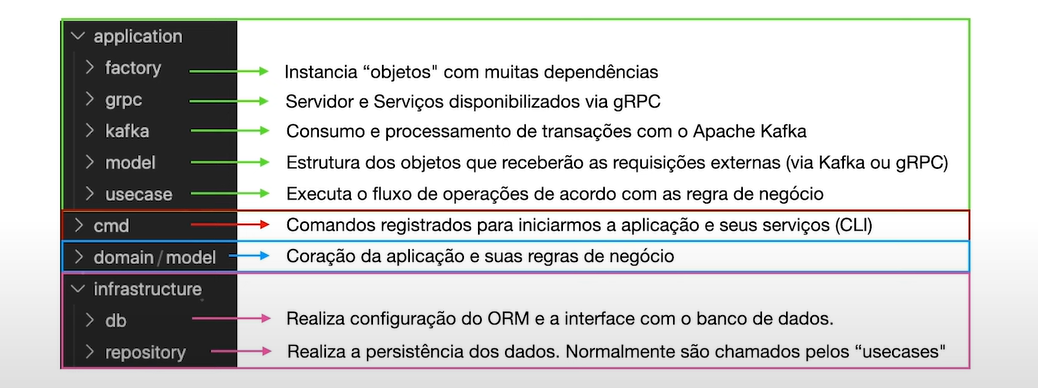 application
factory Instancia “objetos" com muitas dependências
grpc Servidor e Serviços disponibilizados via gRPC
kafka Consumo e processamento de transações com o Apache Kafka
model Estrutura dos objetos que receberão as requisições externas (via Kafka ou gRPC)
usecase Executa o fluxo de operações de acordo com as regra de negócio
cmd Comandos registrados para iniciarmos a aplicação e seus serviços (CLI)
domain/model Coração da aplicação e suas regras de negócio
infrastructure
db Realiza configuração do ORM e a interface com o banco de dados.
repository Realiza a persistência dos dados. Normalmente são chamados pelos “usecases"